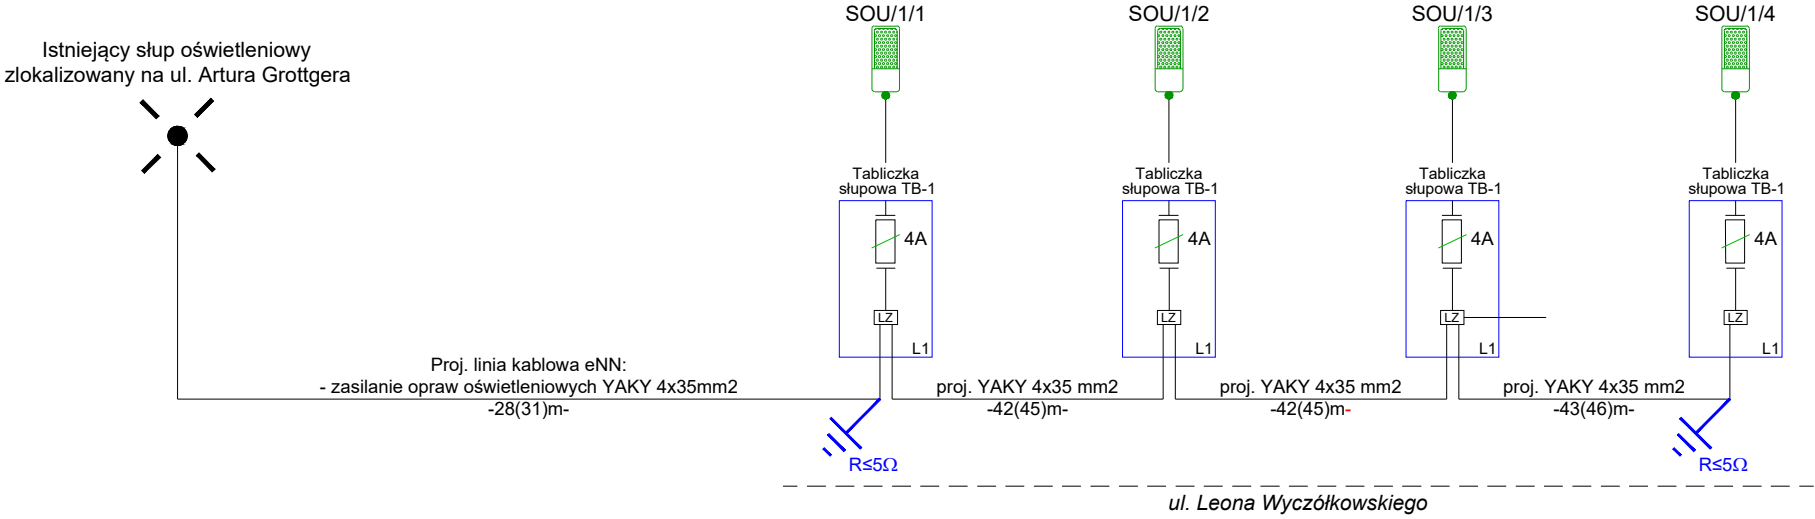 SOU/1/1
SOU/1/2
SOU/1/3
SOU/1/4
Istniejący słup oświetleniowy
zlokalizowany na ul. Artura Grottgera
Tabliczka
słupowa TB-1
4A
LZ
L1
Tabliczka
słupowa TB-1
4A
LZ
L1
Tabliczka
słupowa TB-1
4A
LZ
L1
Tabliczka
słupowa TB-1
4A
LZ
L1
Proj. linia kablowa eNN:
- zasilanie opraw oświetleniowych YAKY 4x35mm2
-28(31)m-
proj. YAKY 4x35 mm2
-42(45)m-
proj. YAKY 4x35 mm2
-42(45)m-
proj. YAKY 4x35 mm2
-43(46)m-
R≤5Ω
R≤5Ω
ul. Leona Wyczółkowskiego